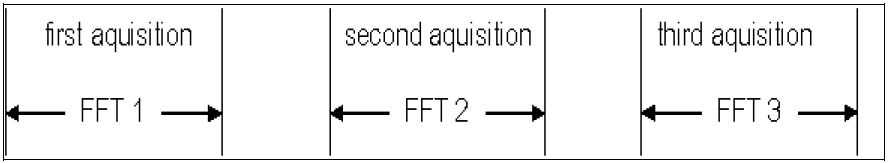 first aquisition second aquisition third aquisition
FFT 1 FFT 2 FFT 3